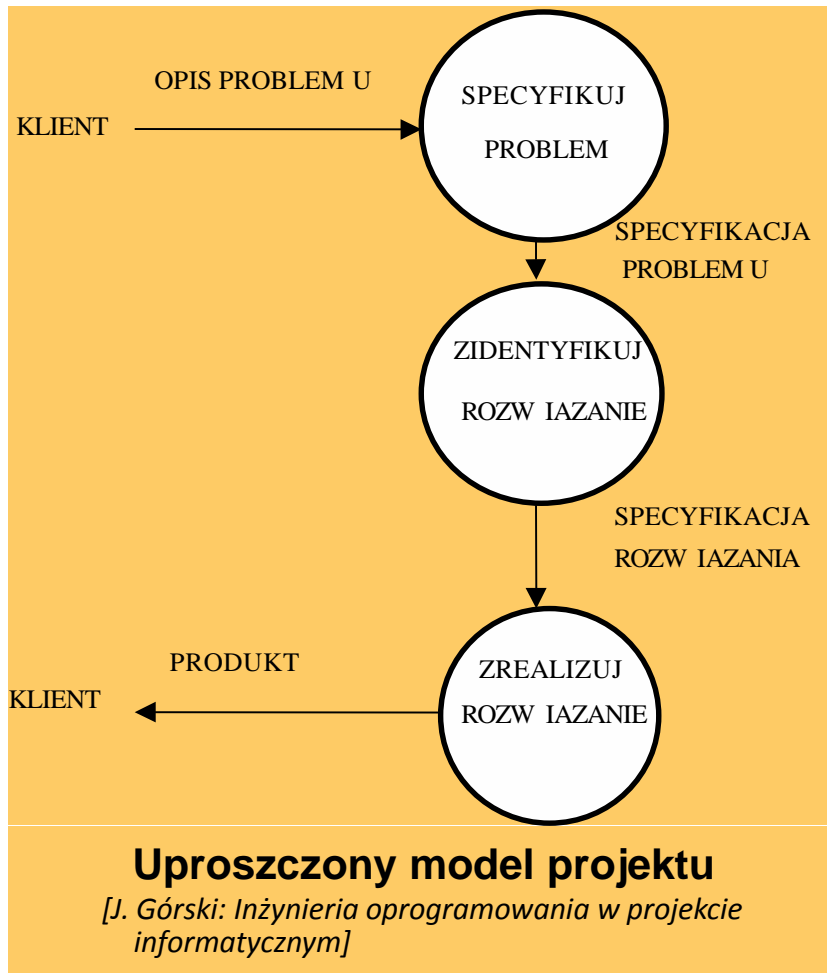 OPIS PROBLEM U
KLIENT
SPECYFIKUJ
PROBLEM
SPECYFIKACJA
PROBLEM U
ZIDENTYFIKUJ
ROZW IAZANIE
SPECYFIKACJA
ROZW IAZANIA
ZREALIZUJ
ROZW IAZANIE
PRODUKT
KLIENT
Uproszczony model projektu
[J. Górski: Inżynieria oprogramowania w projekcie
informatycznym]